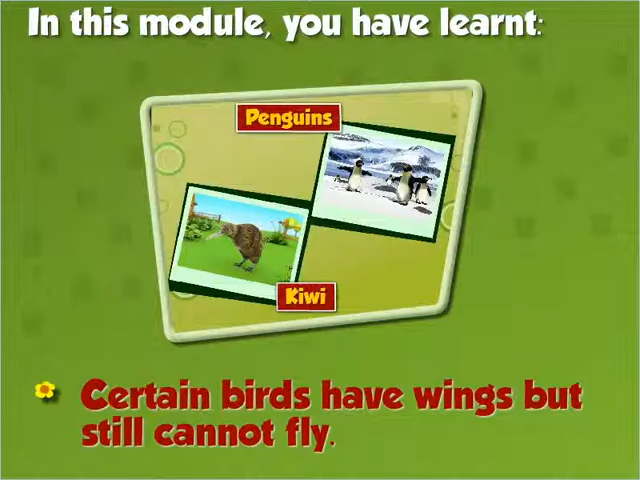 In this module, you have learnt:
Penguins
Kiwi
Certain birds have wings but
still cannot fly.